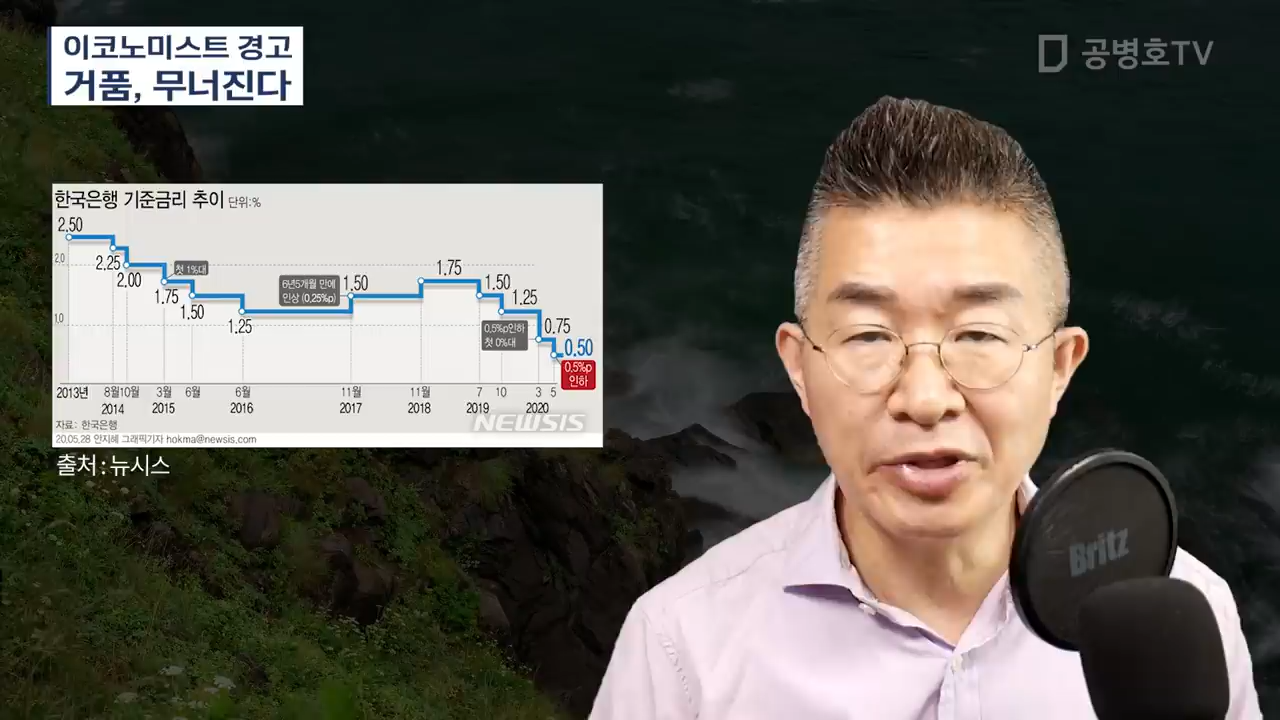 이코노미스트 경고
거품, 무너진다
공병호TV
한국은행 기준금리 추이 단위:%
2.50
2.25
2.00
1.75
1.50
1.25
1.50
1.75
1.50
1.25
0.75
0.50
2.0
1.0
첫 1%대
6년5개월 만에
인상 (0.25%p)
0.5%p인하
첫 0%대
0.5%p
인하
2013년 8월 10월 3월 6월 6월 11월 11월 7 10 3 5
2014 2015 2016 2017 2018 2019 2020
자료: 한국은행
20.05.28 안지혜 그래픽기자 hokma@newsis.com
NEWSIS
출처 : 뉴시스
Britz